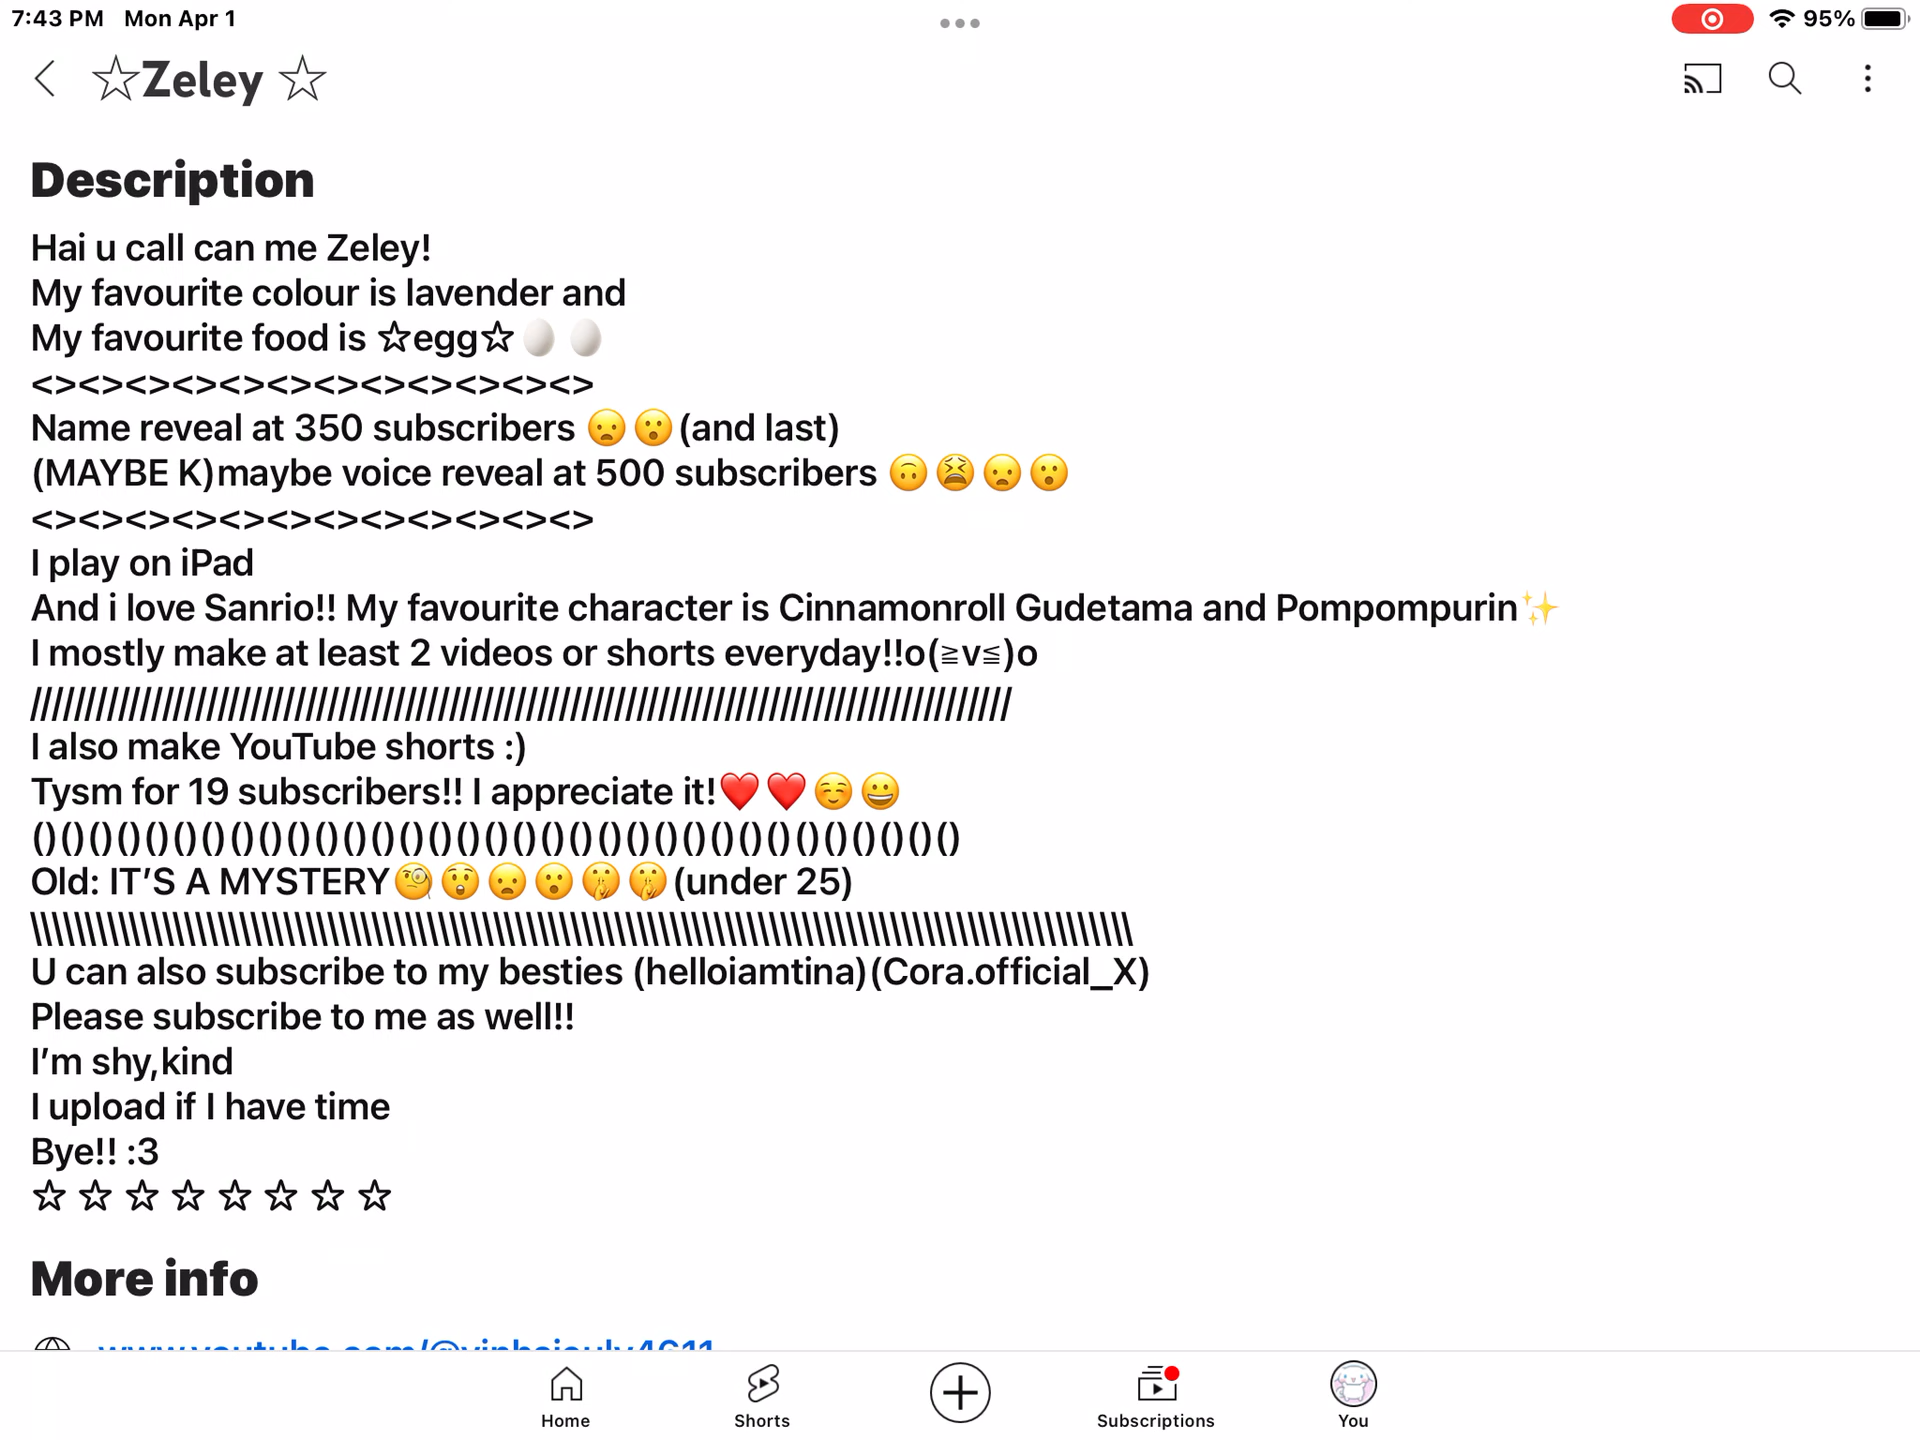 7:43 PM Mon Apr 1
95%
☆Zeley ☆
Description
Hai u call can me Zeley!
My favourite colour is lavender and
My favourite food is ☆egg☆🥚🥚
<><><><><><><><><><><><>
Name reveal at 350 subscribers 😦😮(and last)
(MAYBE K)maybe voice reveal at 500 subscribers 🙃😫😦😮
<><><><><><><><><><><><>
I play on iPad
And i love Sanrio!! My favourite character is Cinnamonroll Gudetama and Pompompurin✨
I mostly make at least 2 videos or shorts everyday!!o(≧v≦)o
//////////////////////////////////////////////////////////////////////////////////////////
I also make YouTube shorts :)
Tysm for 19 subscribers!! I appreciate it!❤️❤️☺️😀
()()()()()()()()()()()()()()()()()()()()()()()()()()()()()()()()()
Old: IT’S A MYSTERY🧐😲😦😮🤫🤫(under 25)
\\\\\\\\\\\\\\\\\\\\\\\\\\\\\\\\\\\\\\\\\\\\\\\\\\\\\\\\\\\\\\\\\\\\\\\\\\\\\\\\\\\\\\\\\\\\\\\\\\\\
U can also subscribe to my besties (helloiamtina)(Cora.official_X)
Please subscribe to me as well!!
I’m shy,kind
I upload if I have time
Bye!! :3
☆ ☆ ☆ ☆ ☆ ☆ ☆ ☆
More info
Home
Shorts
Subscriptions
You